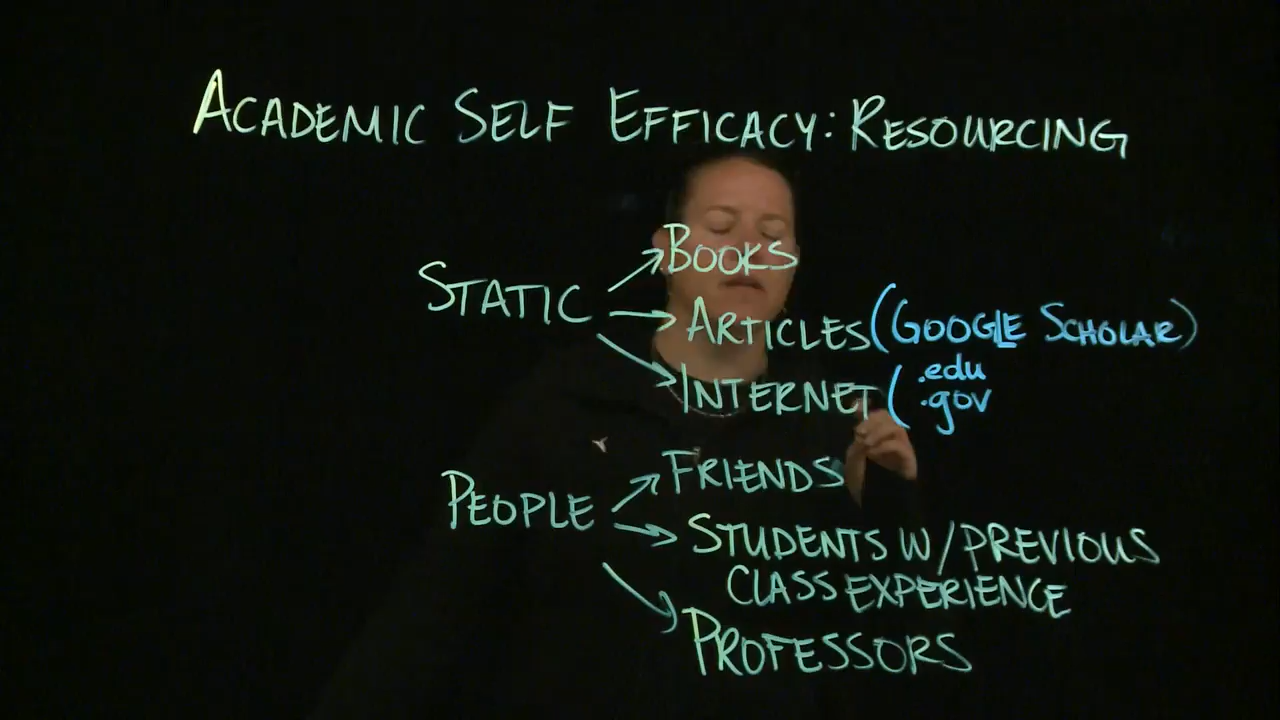 ACADEMIC SELF EFFICACY: RESOURCING
STATIC
BOOKS
ARTICLES (GOOGLE SCHOLAR)
INTERNET ( .edu
.gov
PEOPLE
FRIENDS
STUDENTS W/ PREVIOUS
CLASS EXPERIENCE
PROFESSORS